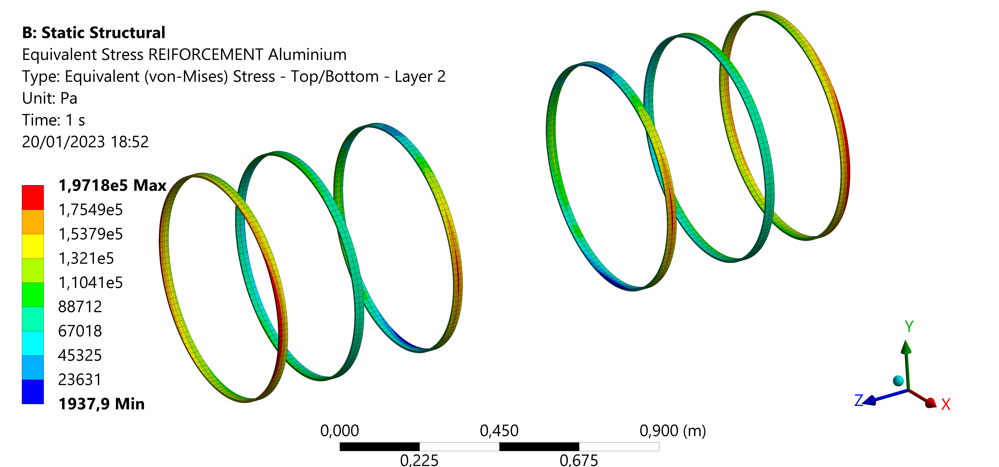 B: Static Structural
Equivalent Stress REIFORCEMENT Aluminium
Type: Equivalent (von-Mises) Stress - Top/Bottom - Layer 2
Unit: Pa
Time: 1 s
20/01/2023 18:52
1,9718e5 Max
1,7549e5
1,5379e5
1,321e5
1,1041e5
88712
67018
45325
23631
1937,9 Min
0,000 0,450 0,900 (m)
0,225 0,675
Y
Z
X